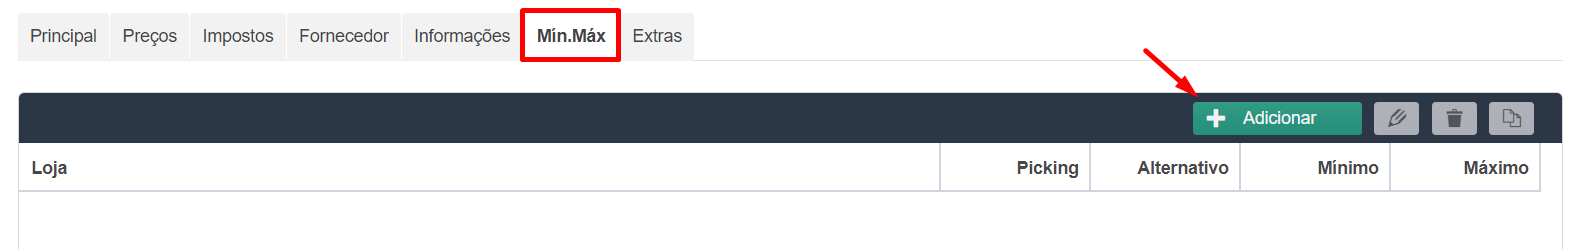 Principal Preços Impostos Fornecedor Informações Mín.Máx Extras
Adicionar
Loja Picking Alternativo Mínimo Máximo